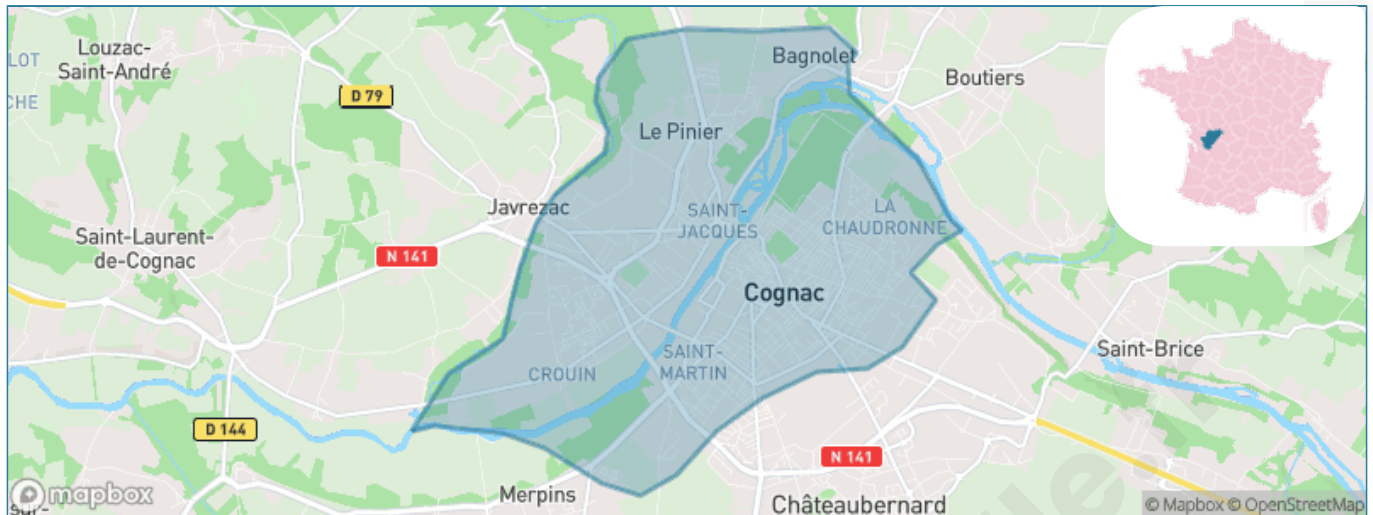 Louzac-
Saint-André
LOT
CHE
D 79
Bagnolet
Boutiers
Le Pinier
Javrezac
SAINT-
JACQUES
LA
CHAUDRONNE
Saint-Laurent-
de-Cognac
N 141
Cognac
SAINT-
MARTIN
CROUIN
Saint-Brice
D 144
N 141
Merpins
Châteaubernard
mapbox
sur-
© Mapbox © OpenStreetMap